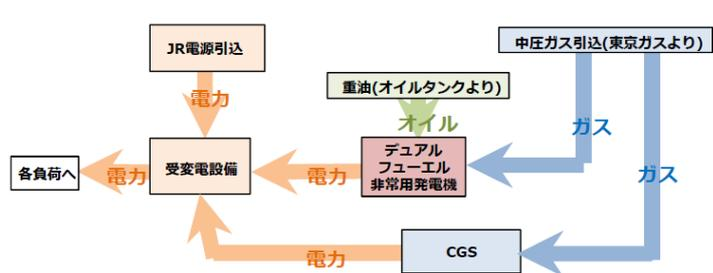 中圧ガス引込(東京ガスより)
JR電源引込
重油(オイルタンクより)
電力
オイル
ガス
デュアル
フューエル
非常用発電機
受変電設備
各負荷へ
電力
電力
ガス
CGS
電力